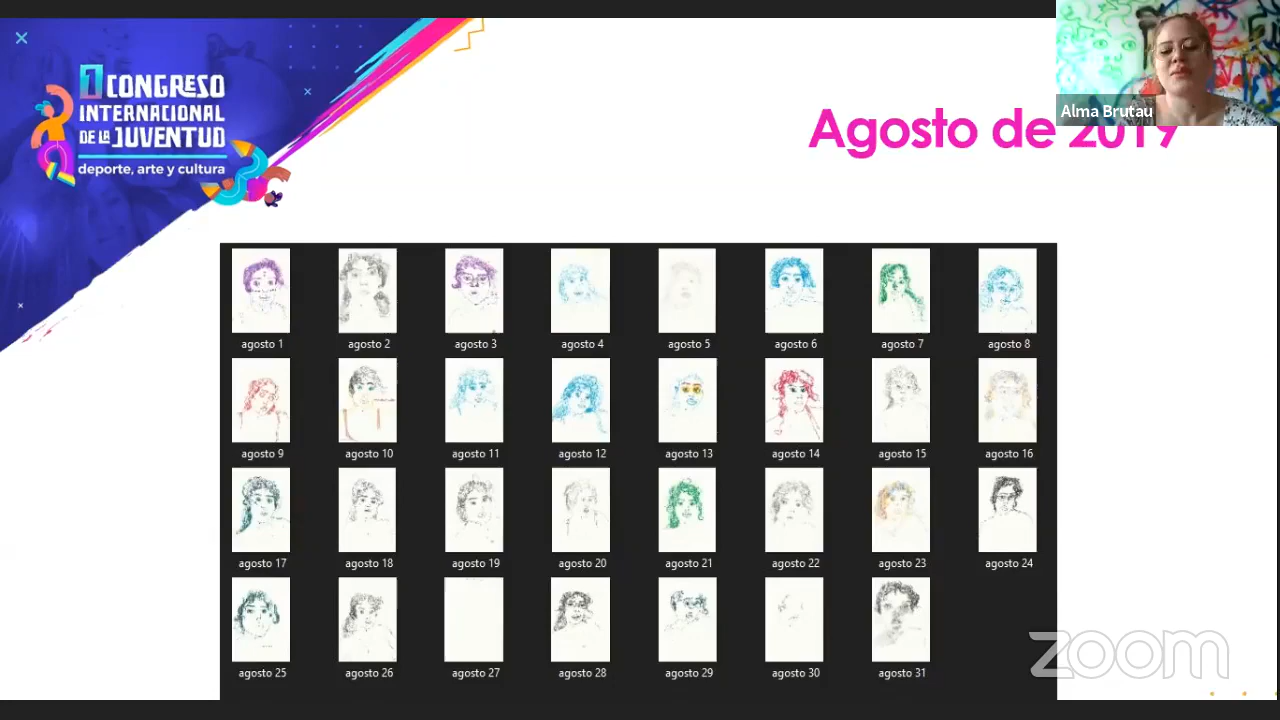 1 CONGRESO
INTERNACIONAL
DE LA JUVENTUD
deporte, arte y cultura
Alma Brutau
Agosto de 2019
agosto 1 agosto 2 agosto 3 agosto 4 agosto 5 agosto 6 agosto 7 agosto 8
agosto 9 agosto 10 agosto 11 agosto 12 agosto 13 agosto 14 agosto 15 agosto 16
agosto 17 agosto 18 agosto 19 agosto 20 agosto 21 agosto 22 agosto 23 agosto 24
agosto 25 agosto 26 agosto 27 agosto 28 agosto 29 agosto 30 agosto 31
zoom